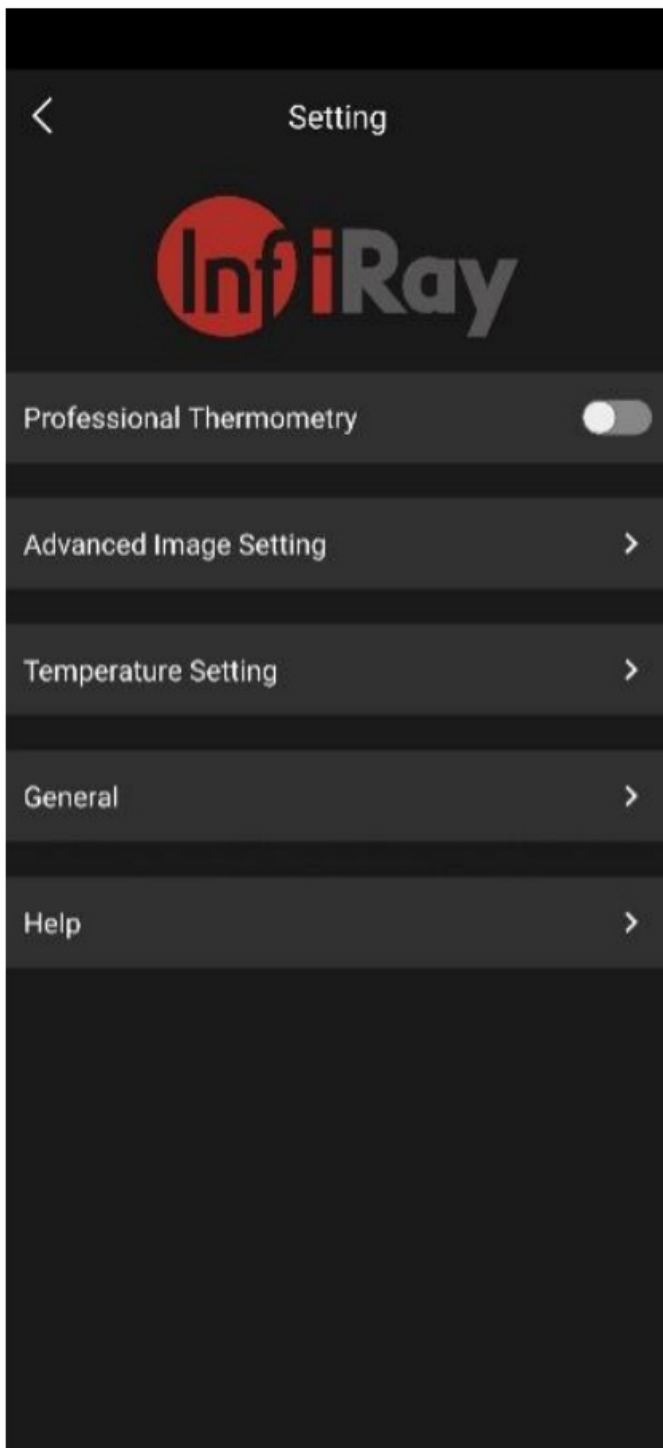 Setting
InfiRay
Professional Thermometry
Advanced Image Setting
Temperature Setting
General
Help